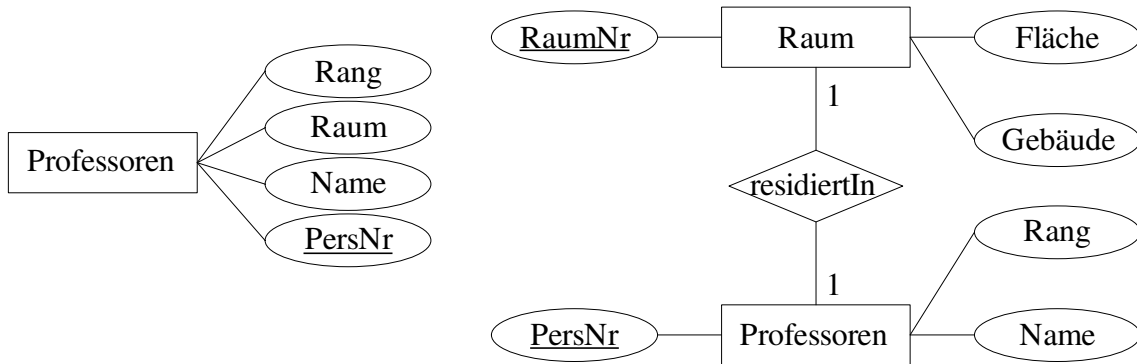 Rang
Raum
Professoren
Name
PersNr
RaumNr
Raum
Fläche
1
Gebäude
residiertIn
Rang
1
PersNr
Professoren
Name